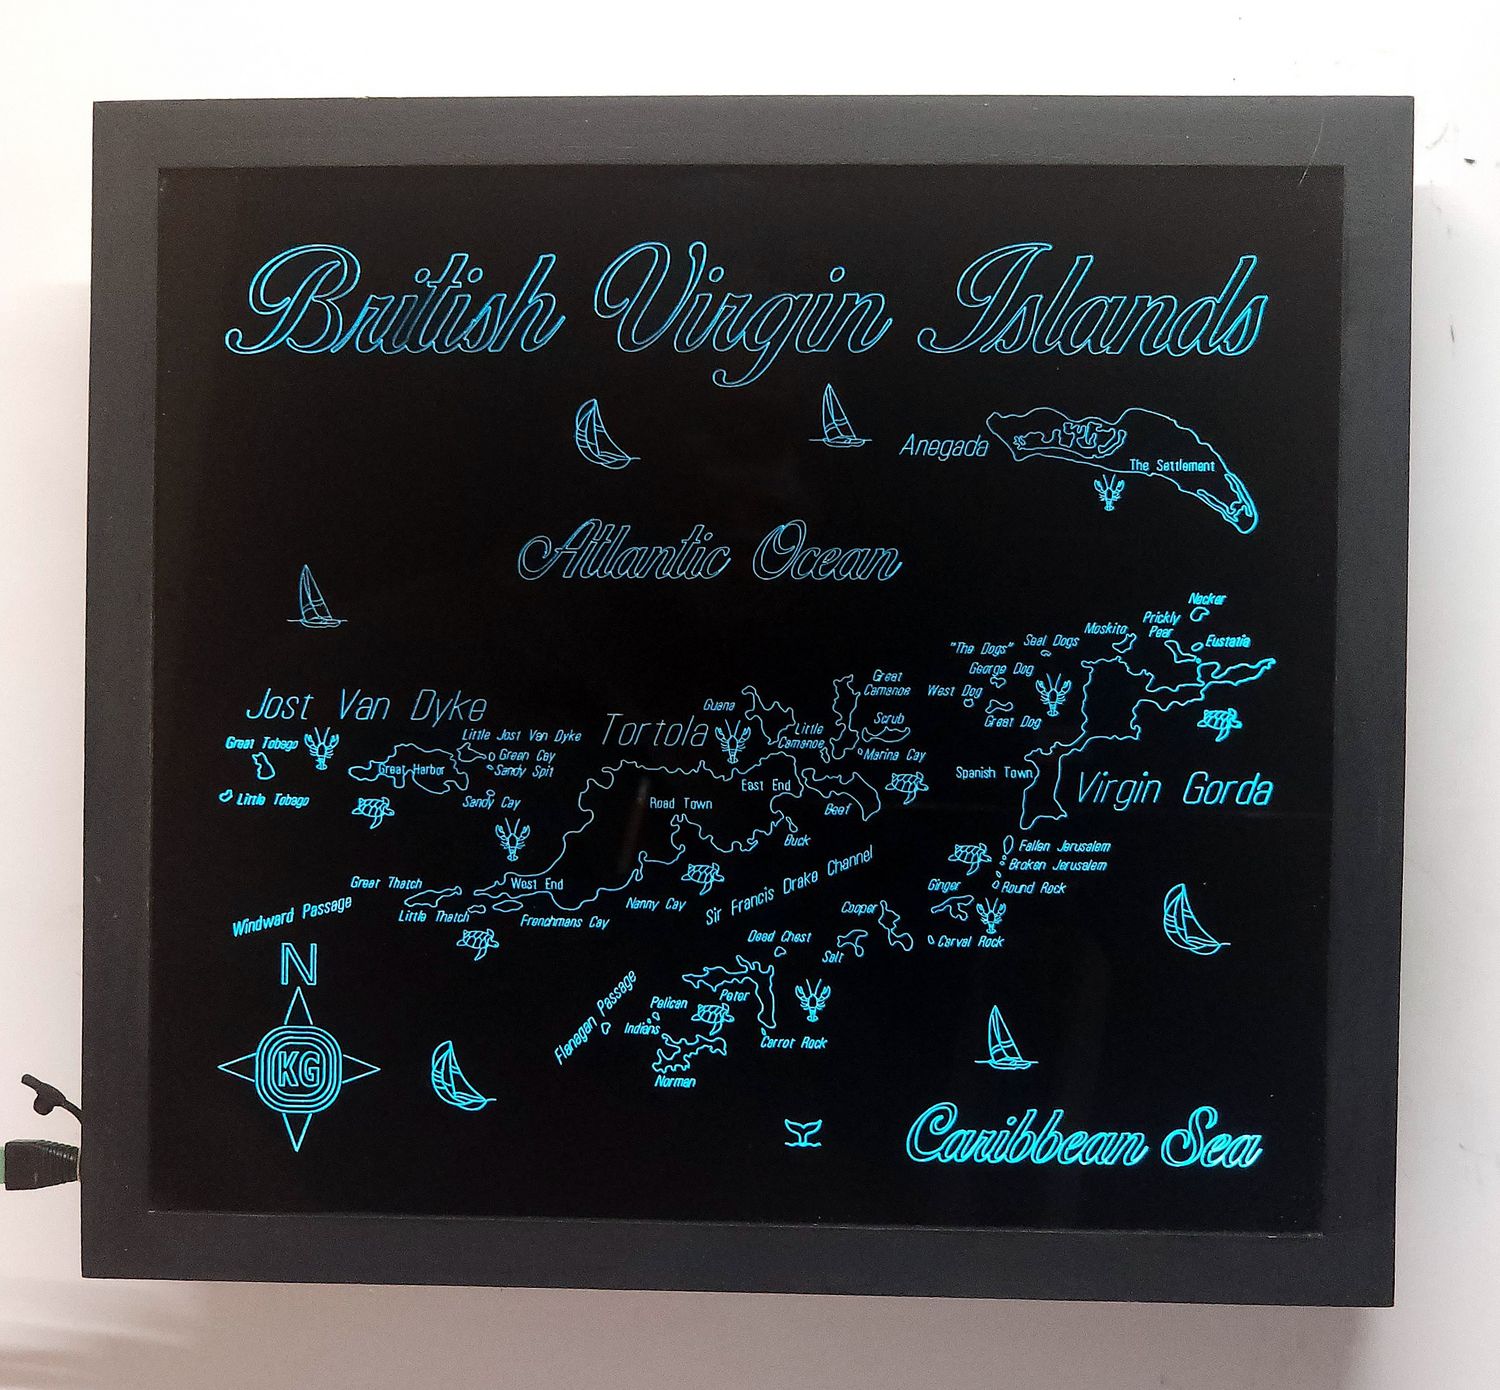 British Virgin Islands
Anegada
The Settlement
Atlantic Ocean
Necker
Prickly
Pear
Moskito
Eustatia
Seal Dogs
"The Dogs"
George Dog
West Dog
Great Dog
Great
Camanoe
Guana
Scrub
Little
Camanoe
Marina Cay
Jost Van Dyke
Tortola
Little Jost Van Dyke
Great Tobago
Green Cay
Great Harbor
Sandy Spit
Little Tobago
Sandy Cay
Road Town
East End
Beef
Buck
Spanish Town
Virgin Gorda
Fallen Jerusalem
Broken Jerusalem
Round Rock
Ginger
Great Thatch
West End
Windward Passage
Little Thatch
Frenchmans Cay
Nanny Cay
Sir Francis Drake Channel
Cooper
Carval Rock
Dead Chest
Salt
Flanagan Passage
Pelican
Peter
Indians
Carrot Rock
Norman
N
KG
Caribbean Sea